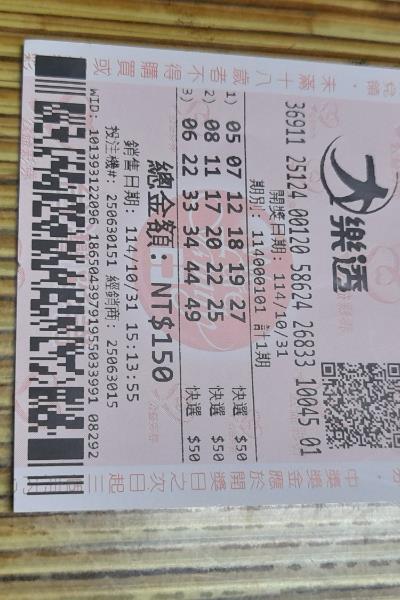 大樂透
36911 25124 00120 58624 26833 10045 01
開獎日期: 114/10/31
期別: 114000101 計1期
1) 05 07 12 18 19 27 快選 $50
2) 08 11 17 20 22 25 快選 $50
3) 06 22 33 34 44 49 快選 $50
總金額: NT$150
銷售日期: 114/10/31 15:13:55
投注機#: 250630151 經銷商: 25063015
WID: 101393122096 18650439791955033991 08292
未滿十八歲者不得購買或
中獎獎金應於開獎日之次日起三